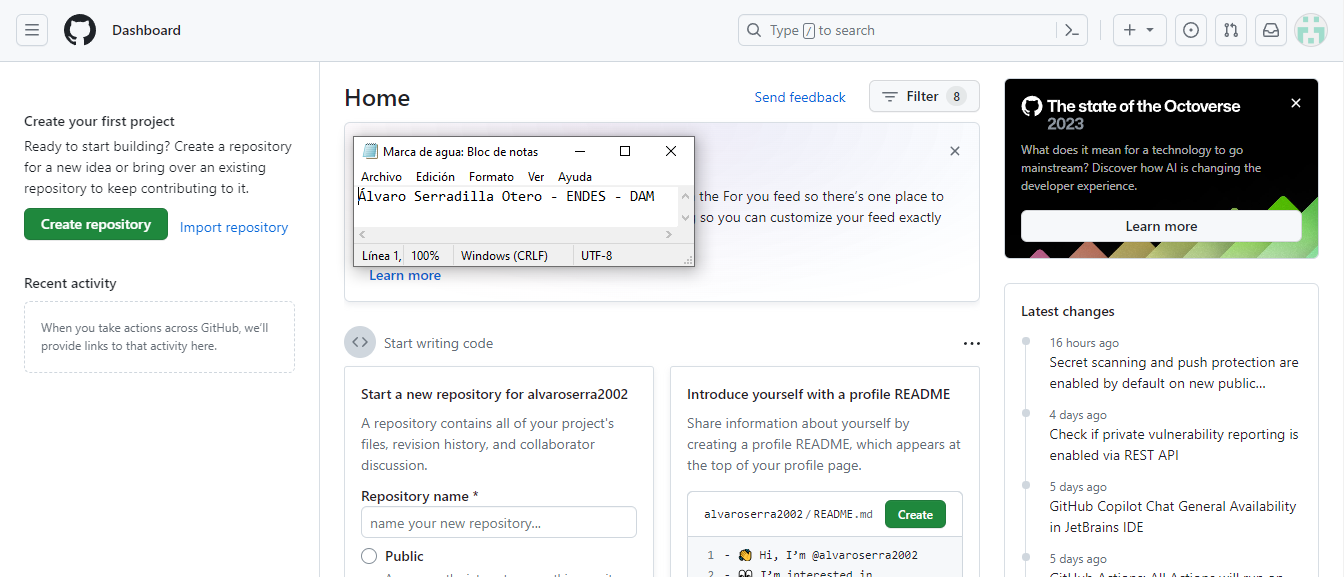 Dashboard
Type / to search
Create your first project
Ready to start building? Create a repository
for a new idea or bring over an existing
repository to keep contributing to it.
Create repository
Import repository
Recent activity
When you take actions across GitHub, we'll
provide links to that activity here.
Home
Send feedback
Filter 8
Marca de agua: Bloc de notas
Archivo Edición Formato Ver Ayuda
Álvaro Serradilla Otero - ENDES - DAM
Línea 1, 100% Windows (CRLF) UTF-8
the For you feed so there's one place to
so you can customize your feed exactly
Learn more
Start writing code
Start a new repository for alvaroserra2002
A repository contains all of your project's
files, revision history, and collaborator
discussion.
Repository name *
name your new repository...
Public
Introduce yourself with a profile README
Share information about yourself by
creating a profile README, which appears at
the top of your profile page.
alvaroserra2002 / README.md
Create
1 - 👋 Hi, I'm @alvaroserra2002
2 - 👀 I'm interested in
The state of the Octoverse
2023
What does it mean for a technology to go
mainstream? Discover how AI is changing the
developer experience.
Learn more
Latest changes
16 hours ago
Secret scanning and push protection are
enabled by default on new public...
4 days ago
Check if private vulnerability reporting is
enabled via REST API
5 days ago
GitHub Copilot Chat General Availability
in JetBrains IDE
5 days ago
GitHub Actions: All Actions will run on